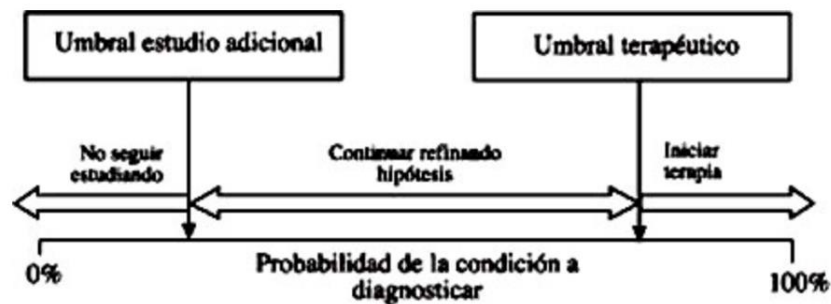 Umbral estudio adicional
Umbral terapéutico
No seguir
estudiando
Continuar refinando
hipótesis
Iniciar
terapia
0%
Probabilidad de la condición a
diagnosticar
100%